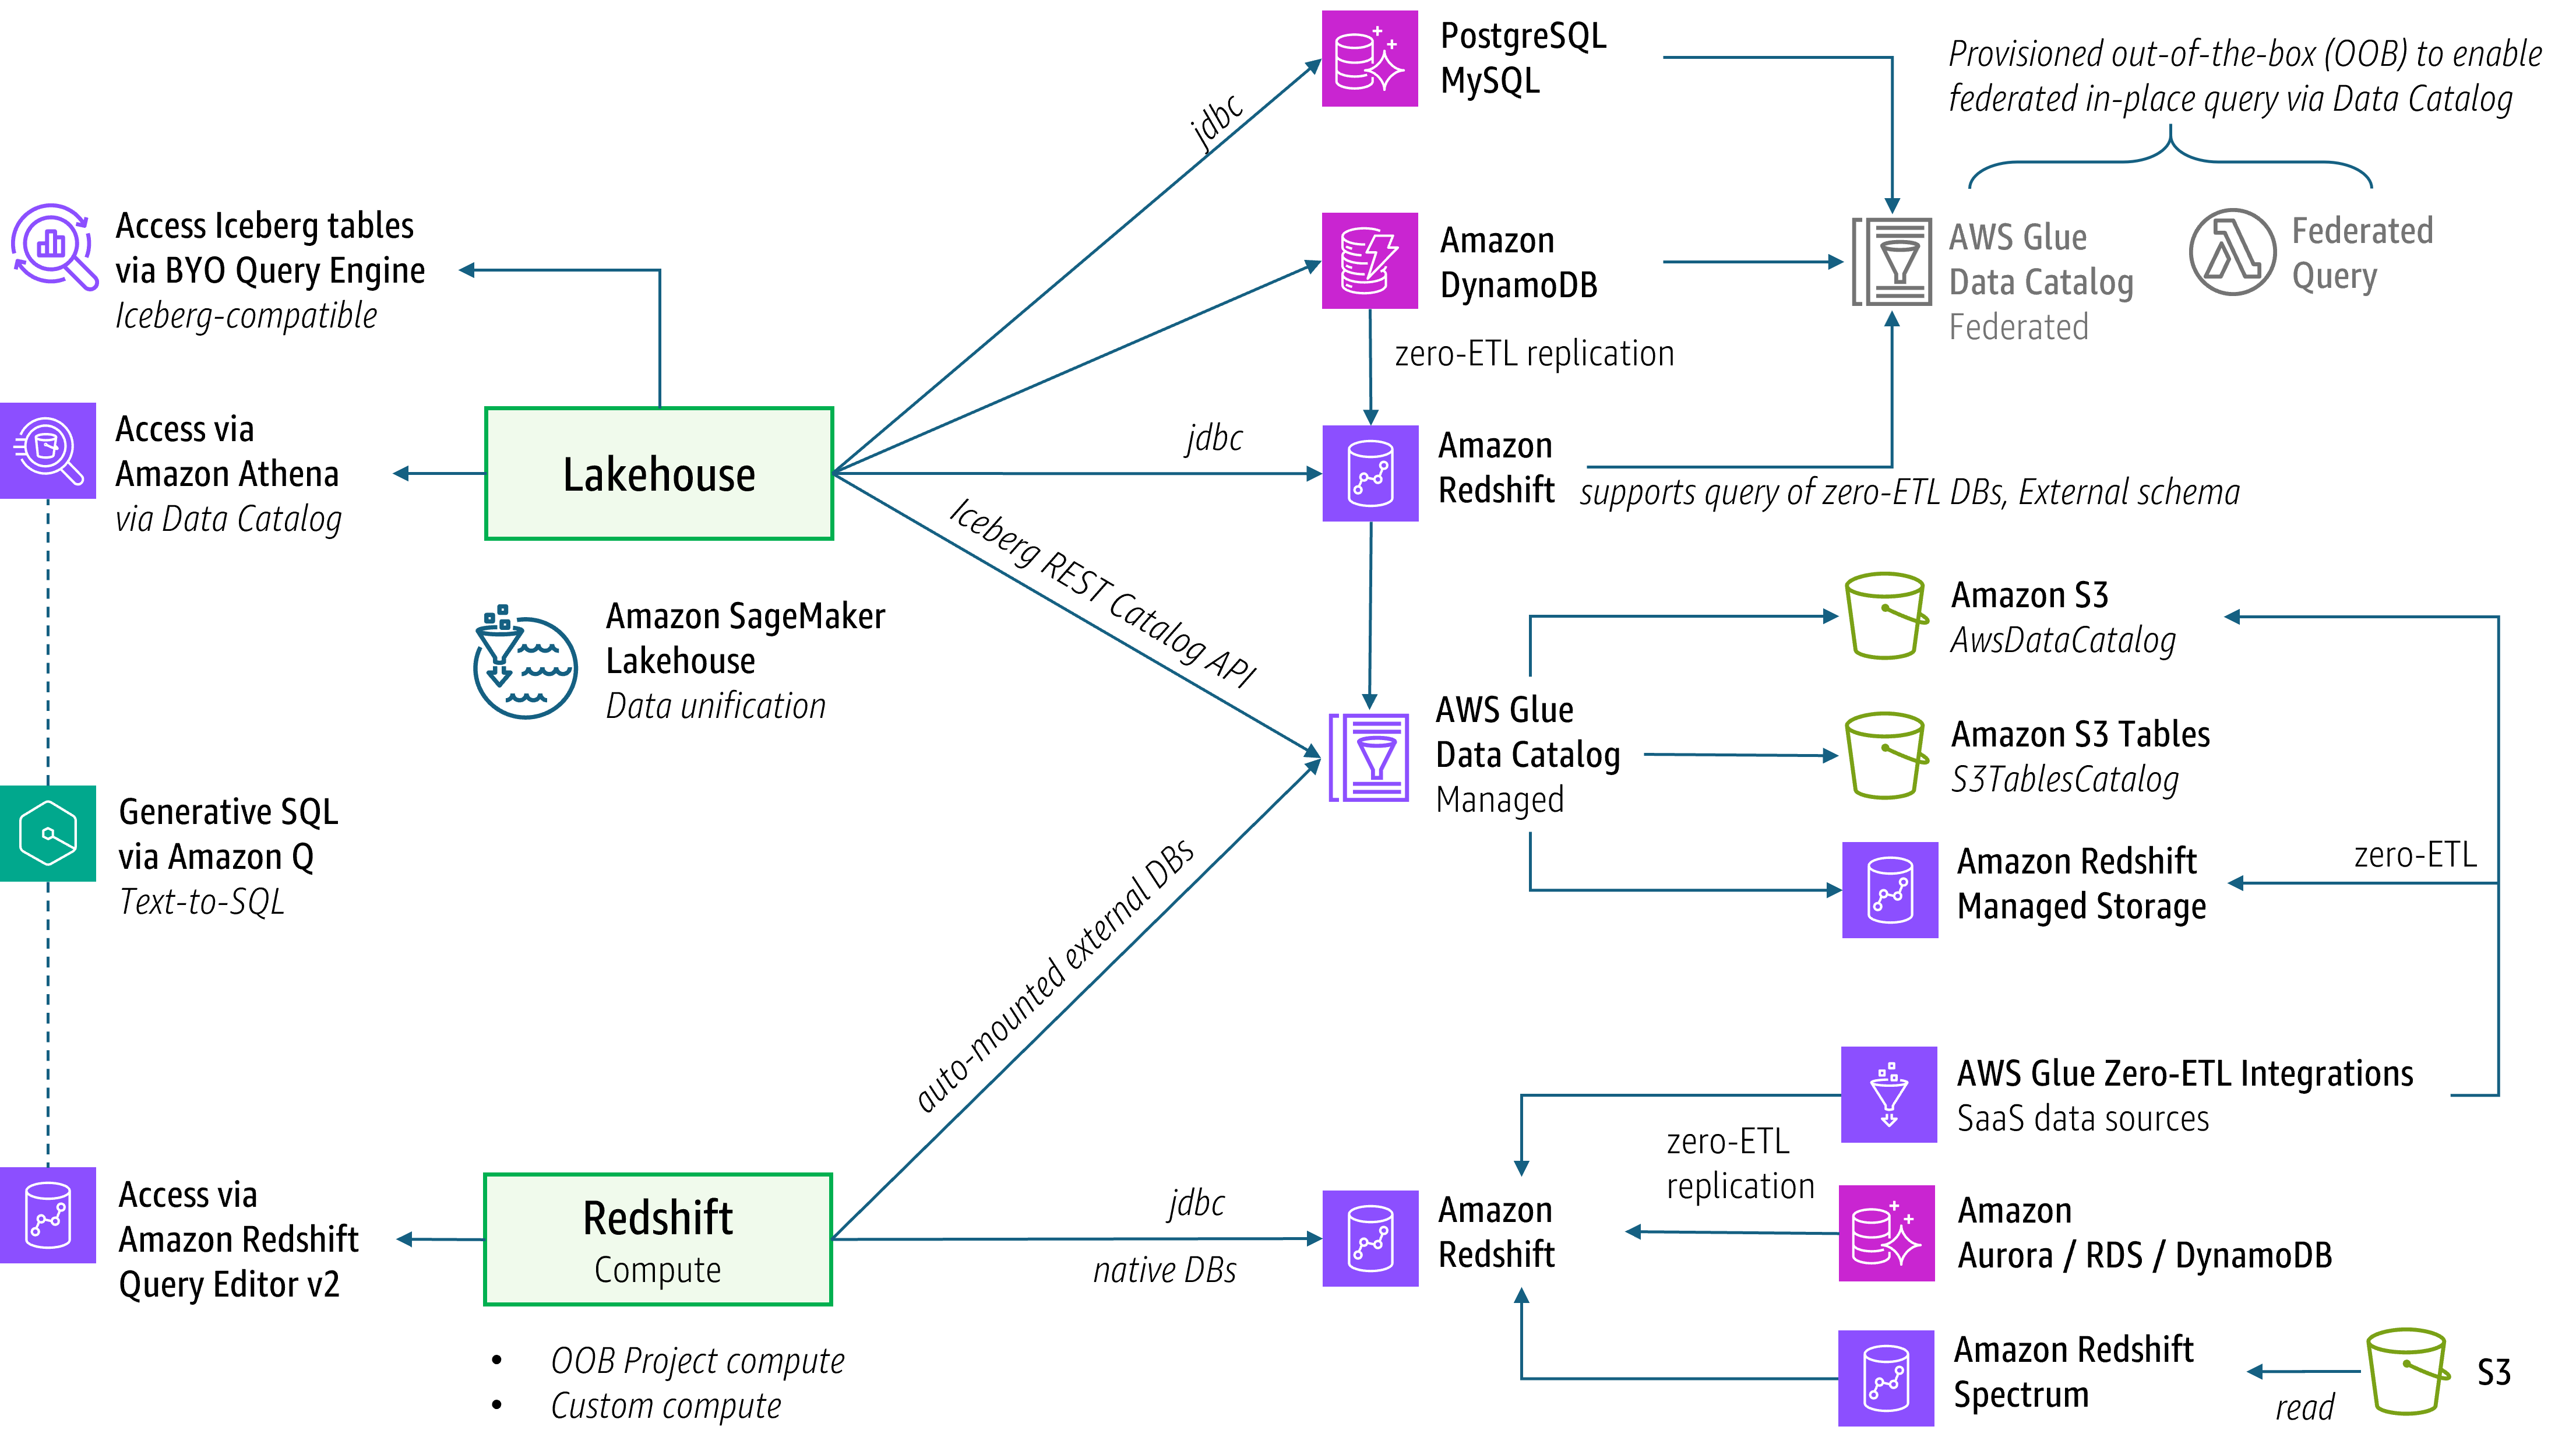 PostgreSQL
MySQL
Provisioned out-of-the-box (OOB) to enable
federated in-place query via Data Catalog
jdbc
Access Iceberg tables
via BYO Query Engine
Iceberg-compatible
Amazon
DynamoDB
AWS Glue
Data Catalog
Federated
Federated
Query
zero-ETL replication
Access via
Amazon Athena
via Data Catalog
Lakehouse
jdbc
Amazon
Redshift
supports query of zero-ETL DBs, External schema
Iceberg REST Catalog API
Amazon SageMaker
Lakehouse
Data unification
Amazon S3
AwsDataCatalog
AWS Glue
Data Catalog
Managed
Amazon S3 Tables
S3TablesCatalog
Generative SQL
via Amazon Q
Text-to-SQL
Amazon Redshift
Managed Storage
zero-ETL
auto-mounted external DBs
AWS Glue Zero-ETL Integrations
SaaS data sources
zero-ETL
replication
Access via
Amazon Redshift
Query Editor v2
Redshift
Compute
jdbc
native DBs
Amazon
Redshift
Amazon
Aurora / RDS / DynamoDB
• OOB Project compute
• Custom compute
Amazon Redshift
Spectrum
read
S3